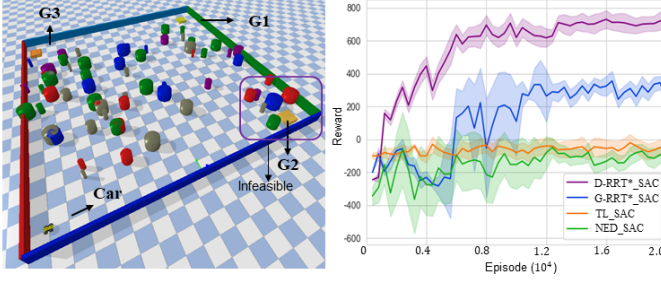 G3
G1
G2
Infeasible
Car
800
600
400
200
-0
-200
-400
-600
Reward
0
0.4
0.8
1.2
1.6
2.0
Episode (10⁴)
D-RRT*_SAC
G-RRT*_SAC
TL_SAC
NED_SAC